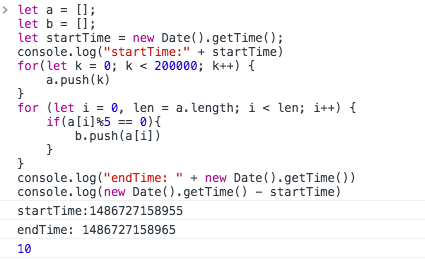 > let a = [];
let b = [];
let startTime = new Date().getTime();
console.log("startTime:" + startTime)
for(let k = 0; k < 200000; k++) {
    a.push(k)
}
for (let i = 0, len = a.length; i < len; i++) {
    if(a[i]%5 == 0){
        b.push(a[i])
    }
}
console.log("endTime: " + new Date().getTime())
console.log(new Date().getTime() - startTime)
startTime:1486727158955
endTime: 1486727158965
10